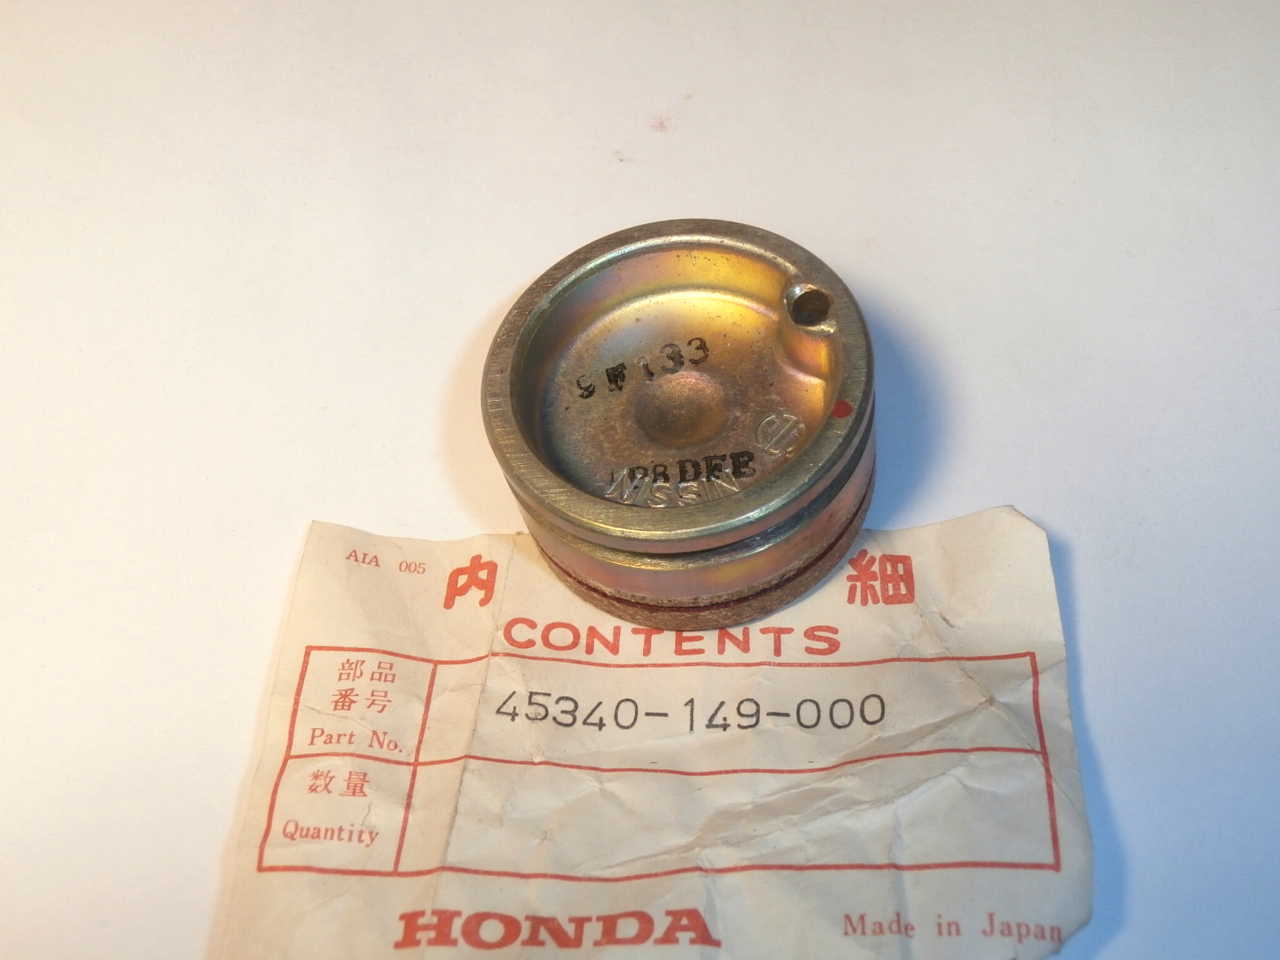 9F133
P8DEB
NISSIN
AIA 005
内 細
CONTENTS
部品
番号
Part No.
45340-149-000
数量
Quantity
HONDA
Made in Japan